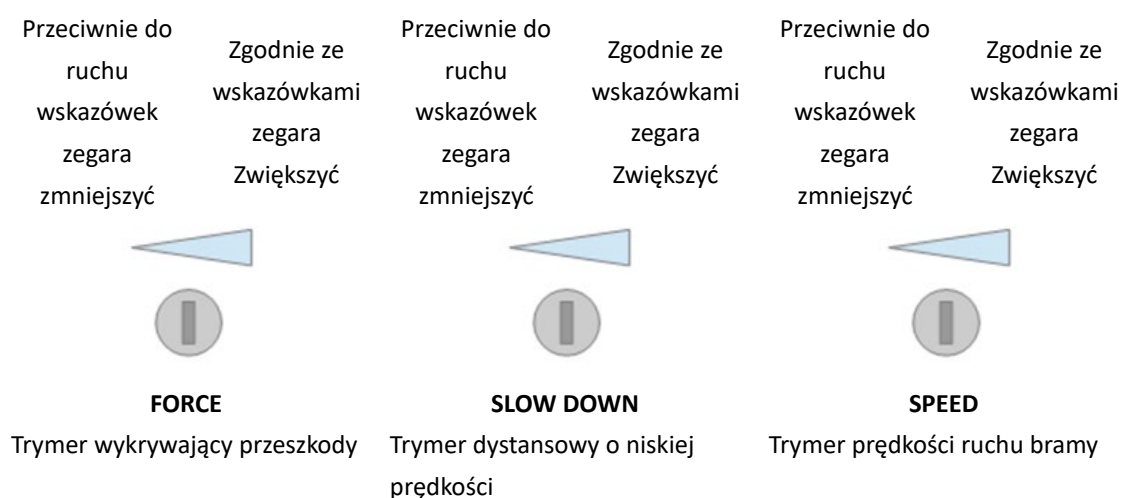 Przeciwnie do
ruchu
wskazówek
zegara
zmniejszyć
Zgodnie ze
wskazówkami
zegara
Zwiększyć
Przeciwnie do
ruchu
wskazówek
zegara
zmniejszyć
Zgodnie ze
wskazówkami
zegara
Zwiększyć
Przeciwnie do
ruchu
wskazówek
zegara
zmniejszyć
Zgodnie ze
wskazówkami
zegara
Zwiększyć
FORCE
Trymer wykrywający przeszkody
SLOW DOWN
Trymer dystansowy o niskiej
prędkości
SPEED
Trymer prędkości ruchu bramy